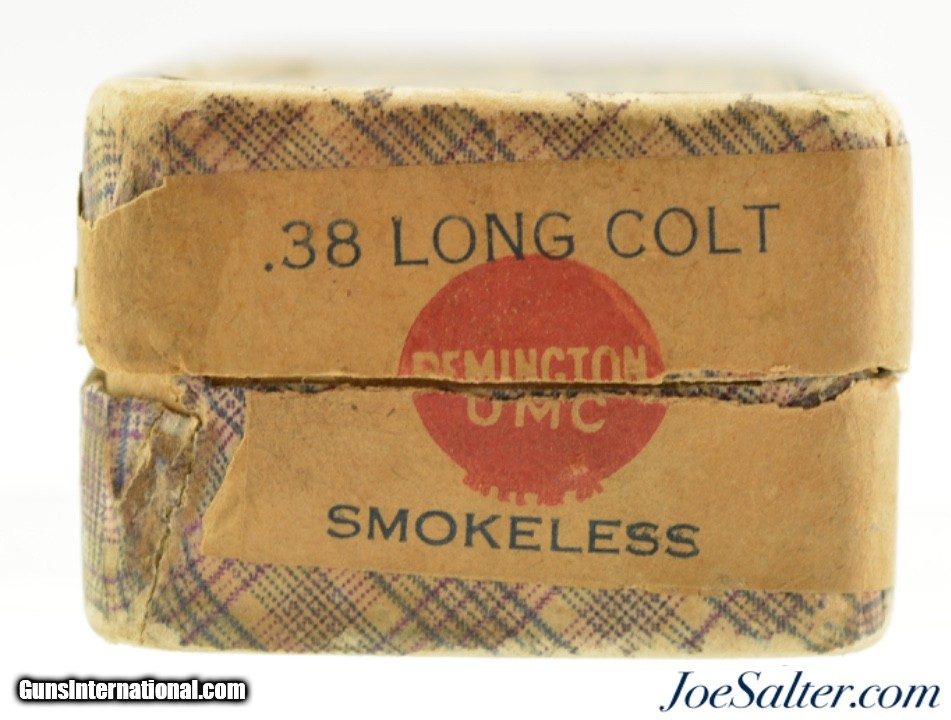 .38 LONG COLT
REMINGTON
UMC
SMOKELESS
GunsInternational.com
JoeSalter.com